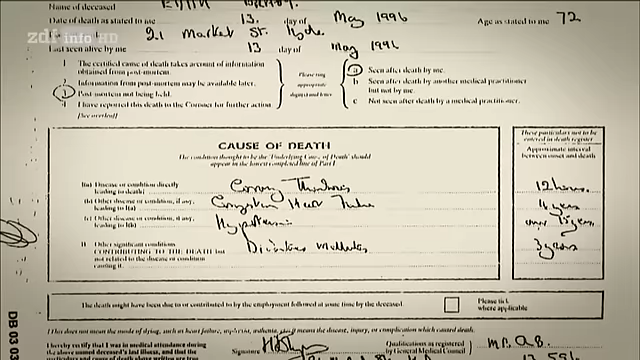 Name of deceased
Date of death as stated to me 13. day of May 1996 Age as stated to me 72
21 Market St. Hyde
zdf info HD
Last seen alive by me 13 day of May 1996
1 The certified cause of death takes account of information
obtained from post-mortem.
2 Information from post-mortem may be available later.
3 Post-mortem not being held.
4 I have reported this death to the Coroner for further action
[See overleaf]
Please ring
appropriate
digit(s) and letter
a Seen after death by me.
b Seen after death by another medical practitioner
but not by me.
c Not seen after death by a medical practitioner.
CAUSE OF DEATH
The condition thought to be the 'Underlying Cause of Death' should
appear in the lowest completed line of Part I
These particulars not to be
entered in death register
Approximate interval
between onset and death
I(a) Disease or condition directly
leading to death Coronary Thrombosis 12 hours.
(b) Other disease or condition, if any,
leading to I(a) Congestive Heart Failure years
(c) Other disease or condition, if any,
leading to I(b) Hypertension over 15 years
II Other significant conditions
CONTRIBUTING TO THE DEATH but
not related to the disease or condition
causing it. Diabetes Mellitus 3 years
The death might have been due to or contributed to by the employment followed at some time by the deceased.
Please tick
where applicable
This does not mean the mode of dying, such as heart failure, asphyxia, asthenia, etc: it means the disease, injury, or complication which caused death.
I hereby certify that I was in medical attendance during
the above named deceased's last illness, and that the
particulars and cause of death above written are true
Signature
Qualifications as registered
by General Medical Council M.B. Ch.B.
DB 03 03